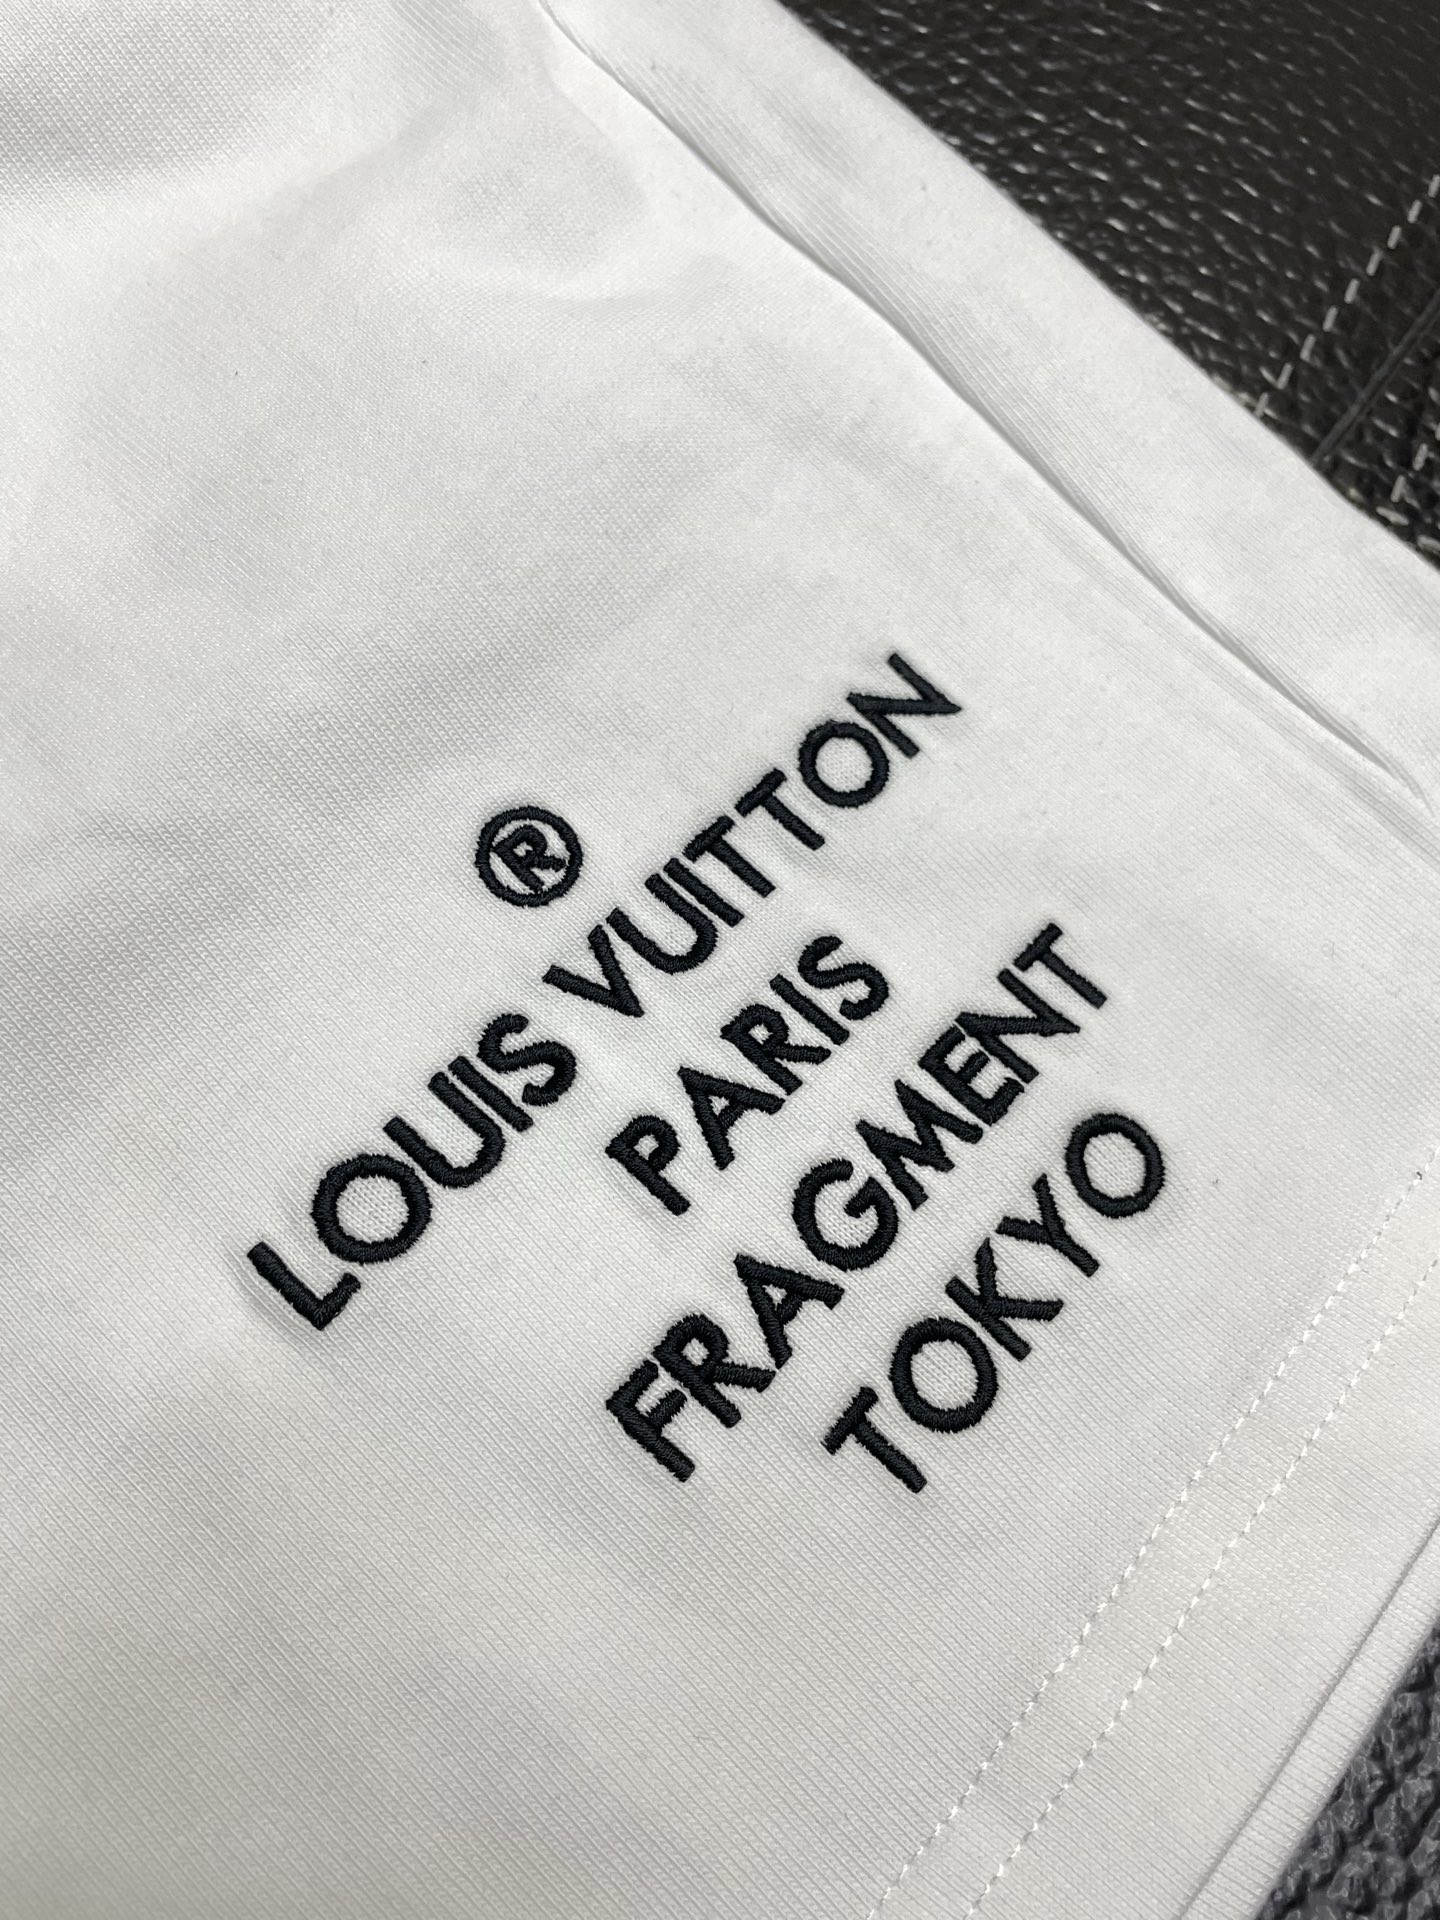 ®
LOUIS VUITTON
PARIS
FRAGMENT
TOKYO